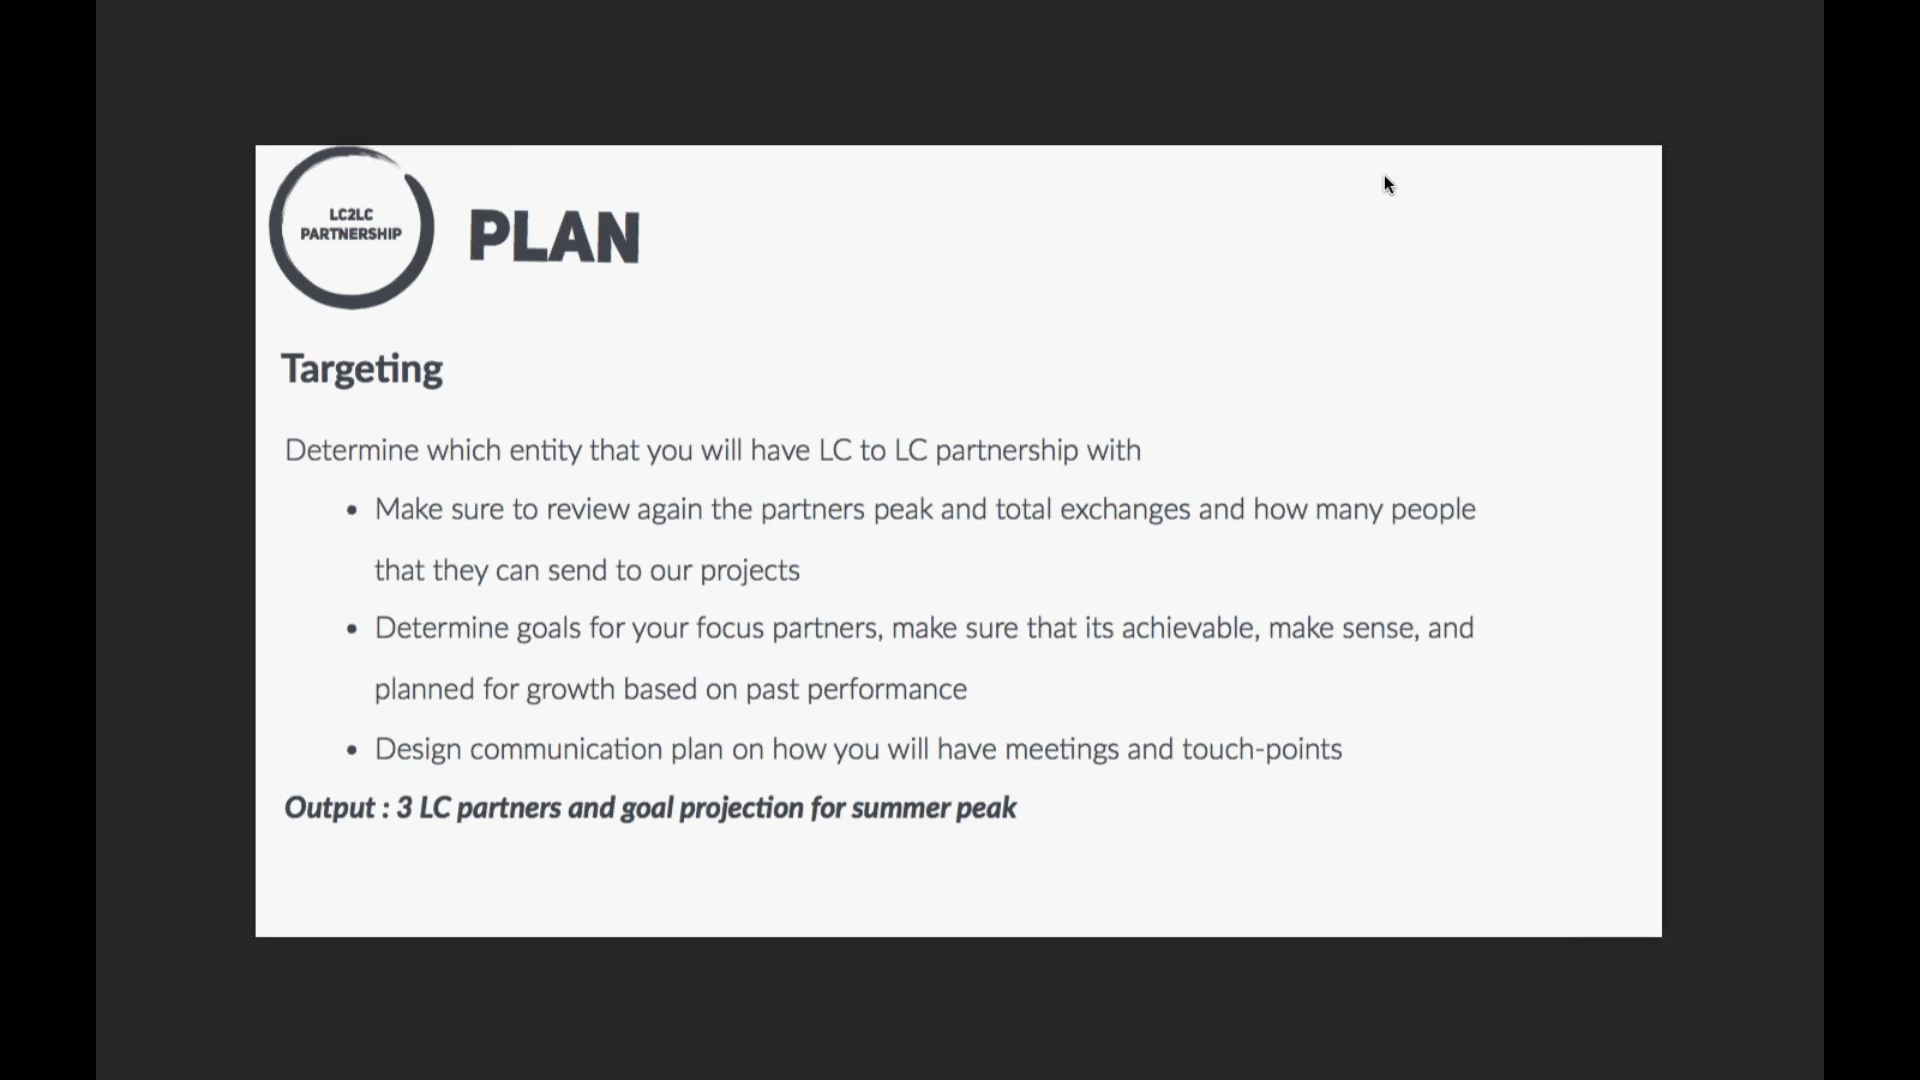 LC2LC
PARTNERSHIP
PLAN
Targeting
Determine which entity that you will have LC to LC partnership with
• Make sure to review again the partners peak and total exchanges and how many people
that they can send to our projects
• Determine goals for your focus partners, make sure that its achievable, make sense, and
planned for growth based on past performance
• Design communication plan on how you will have meetings and touch-points
Output : 3 LC partners and goal projection for summer peak